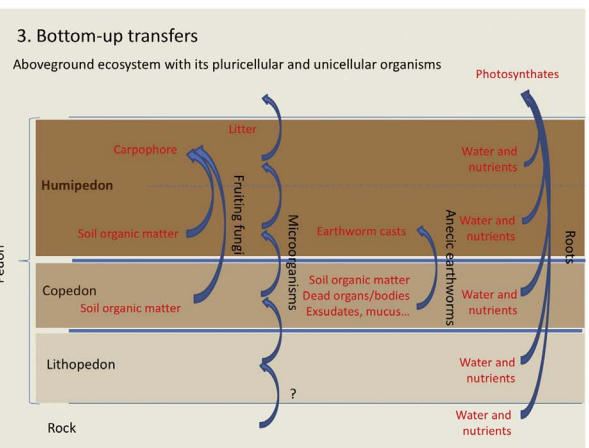 3. Bottom-up transfers
Aboveground ecosystem with its pluricellular and unicellular organisms
Photosynthates
Litter
Carpophore
Water and
nutrients
Humipedon
Fruiting fungi
Microorganisms
Anecic earthworms
Roots
Soil organic matter
Earthworm casts
Water and
nutrients
Pedon
Copedon
Soil organic matter
Soil organic matter
Dead organs/bodies
Exsudates, mucus...
Water and
nutrients
Lithopedon
Water and
nutrients
?
Rock
Water and
nutrients